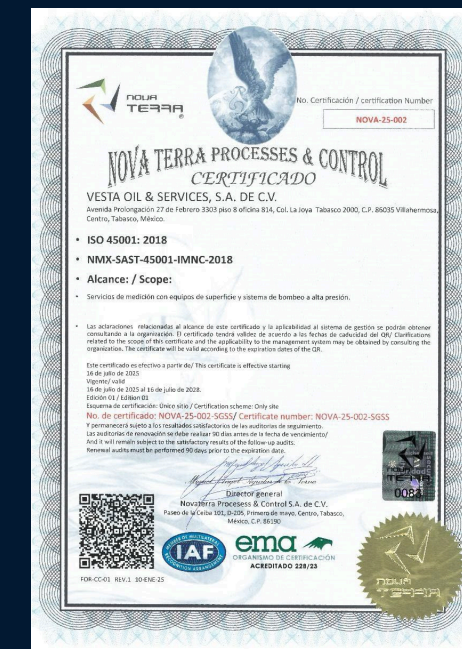 NOVA
TERRA
®
No. Certificación / certification Number
NOVA-25-002
NOVA TERRA PROCESSES & CONTROL
CERTIFICADO
VESTA OIL & SERVICES, S.A. DE C.V.
Avenida Prolongación 27 de Febrero 3303 piso 8 oficina 814, Col. La Joya Tabasco 2000, C.P. 86035 Villahermosa,
Centro, Tabasco, México.
• ISO 45001: 2018
• NMX-SAST-45001-IMNC-2018
• Alcance: / Scope:
• Servicios de medición con equipos de superficie y sistema de bombeo a alta presión.
• Las aclaraciones relacionadas al alcance de este certificado y la aplicabilidad al sistema de gestión se podrán obtener
consultando a la organización. El certificado tendrá validez de acuerdo a las fechas de caducidad del QR/ Clarifications
related to the scope of this certificate and the applicability to the management system may be obtained by consulting the
organization. The certificate will be valid according to the expiration dates of the QR.
Este certificado es efectivo a partir de/ This certificate is effective starting
16 de julio de 2025
Vigente/ valid
16 de julio de 2025 al 16 de julio de 2028.
Edición 01 / Edition 01
Esquema de certificación: Único sitio / Certification scheme: Only site
No. de certificado: NOVA-25-002-SGSS/ Certificate number: NOVA-25-002-SGSS
Y permanecerá sujeto a los resultados satisfactorios de las auditorias de seguimiento.
Las auditorias de renovación se debe realizar 90 días antes de la fecha de vencimiento/
And it will remain subject to the satisfactory results of the follow-up audits.
Renewal audits must be performed 90 days prior to the expiration date.
Director general
Novaterra Procesess & Control S.A. de C.V.
Paseo de la Ceiba 101, D-205, Primero de mayo, Centro, Tabasco,
México, C.P. 86190
IAF
ema
ORGANISMO DE CERTIFICACIÓN
ACREDITADO 228/23
FOR-CC-01 REV.1 10-ENE-25
NOVA
TERRA